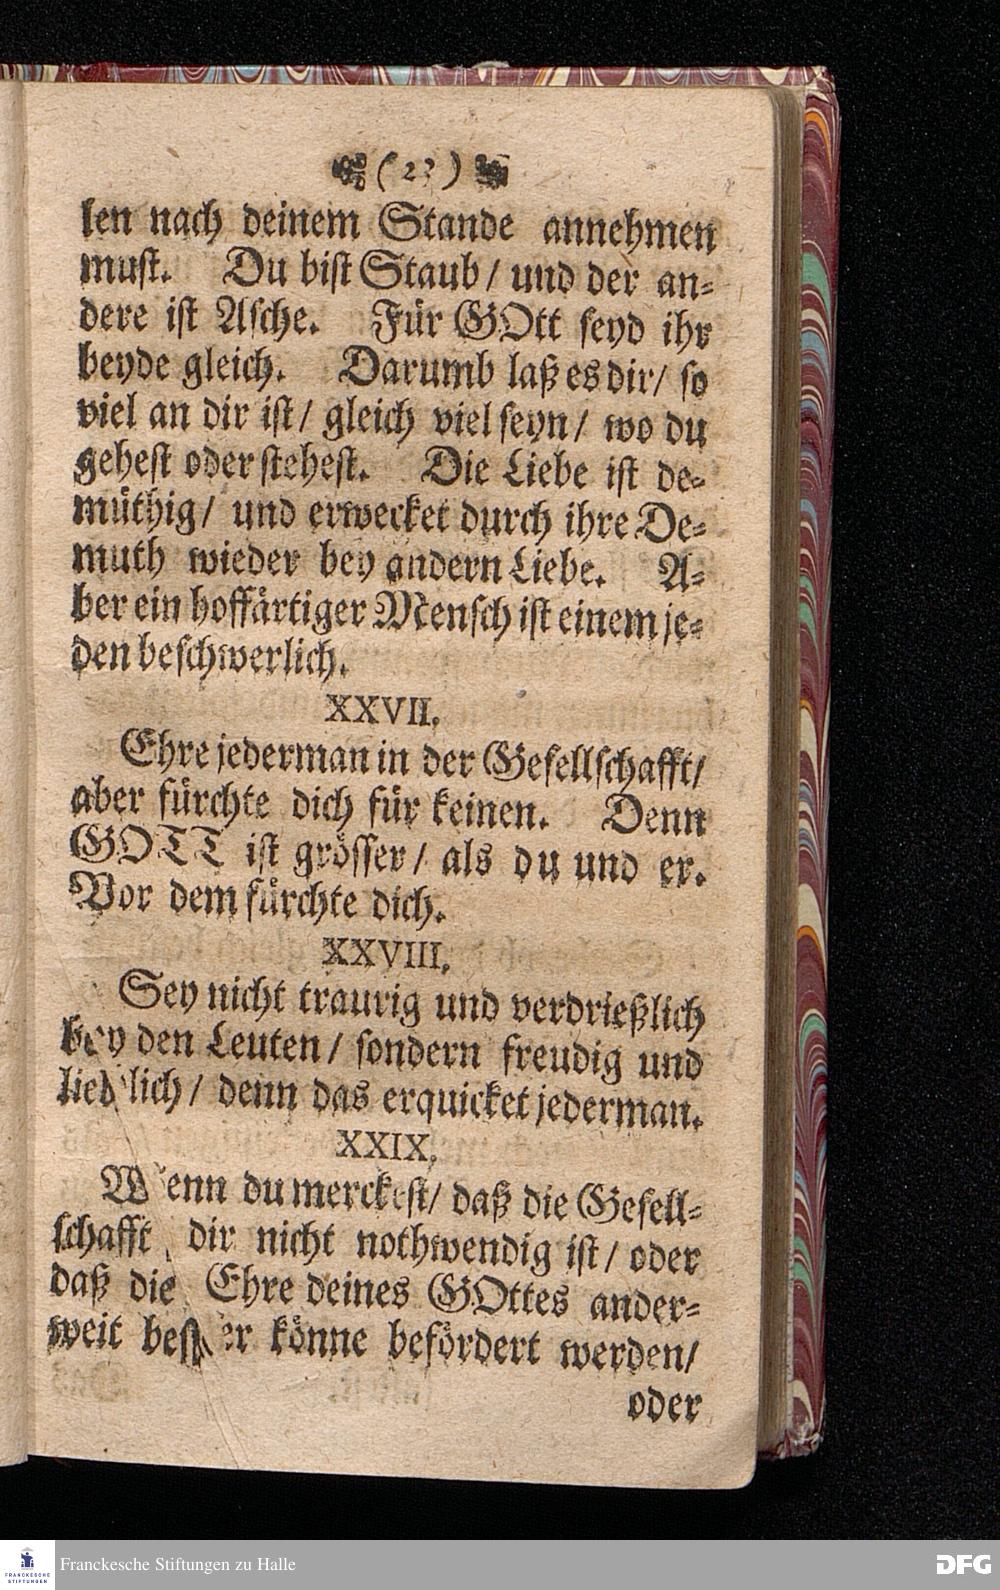 ( 23 )
len nach deinem Stande annehmen
must. Du bist Staub / und der an-
dere ist Asche. Für GOtt seyd ihr
beyde gleich. Darumb laß es dir / so
viel an dir ist / gleich viel seyn / wo du
gehest oder stehest. Die Liebe ist de-
müthig / und erwecket durch ihre De-
muth wieder bey andern Liebe. A-
ber ein hoffärtiger Mensch ist einem je-
den beschwerlich.
XXVII.
Ehre jederman in der Gesellschafft /
aber fürchte dich für keinen. Denn
GOTT ist grösser / als du und er.
Vor dem fürchte dich.
XXVIII.
Sey nicht traurig und verdrießlich
bey den Leuten / sondern freudig und
lieblich / denn das erquicket jederman.
XXIX.
Wenn du merckest / daß die Gesell-
schafft dir nicht nothwendig ist / oder
daß die Ehre deines GOttes ander-
weit besser könne befördert werden /
oder
FRANCKESCHE
STIFTUNGEN
Franckesche Stiftungen zu Halle
DFG